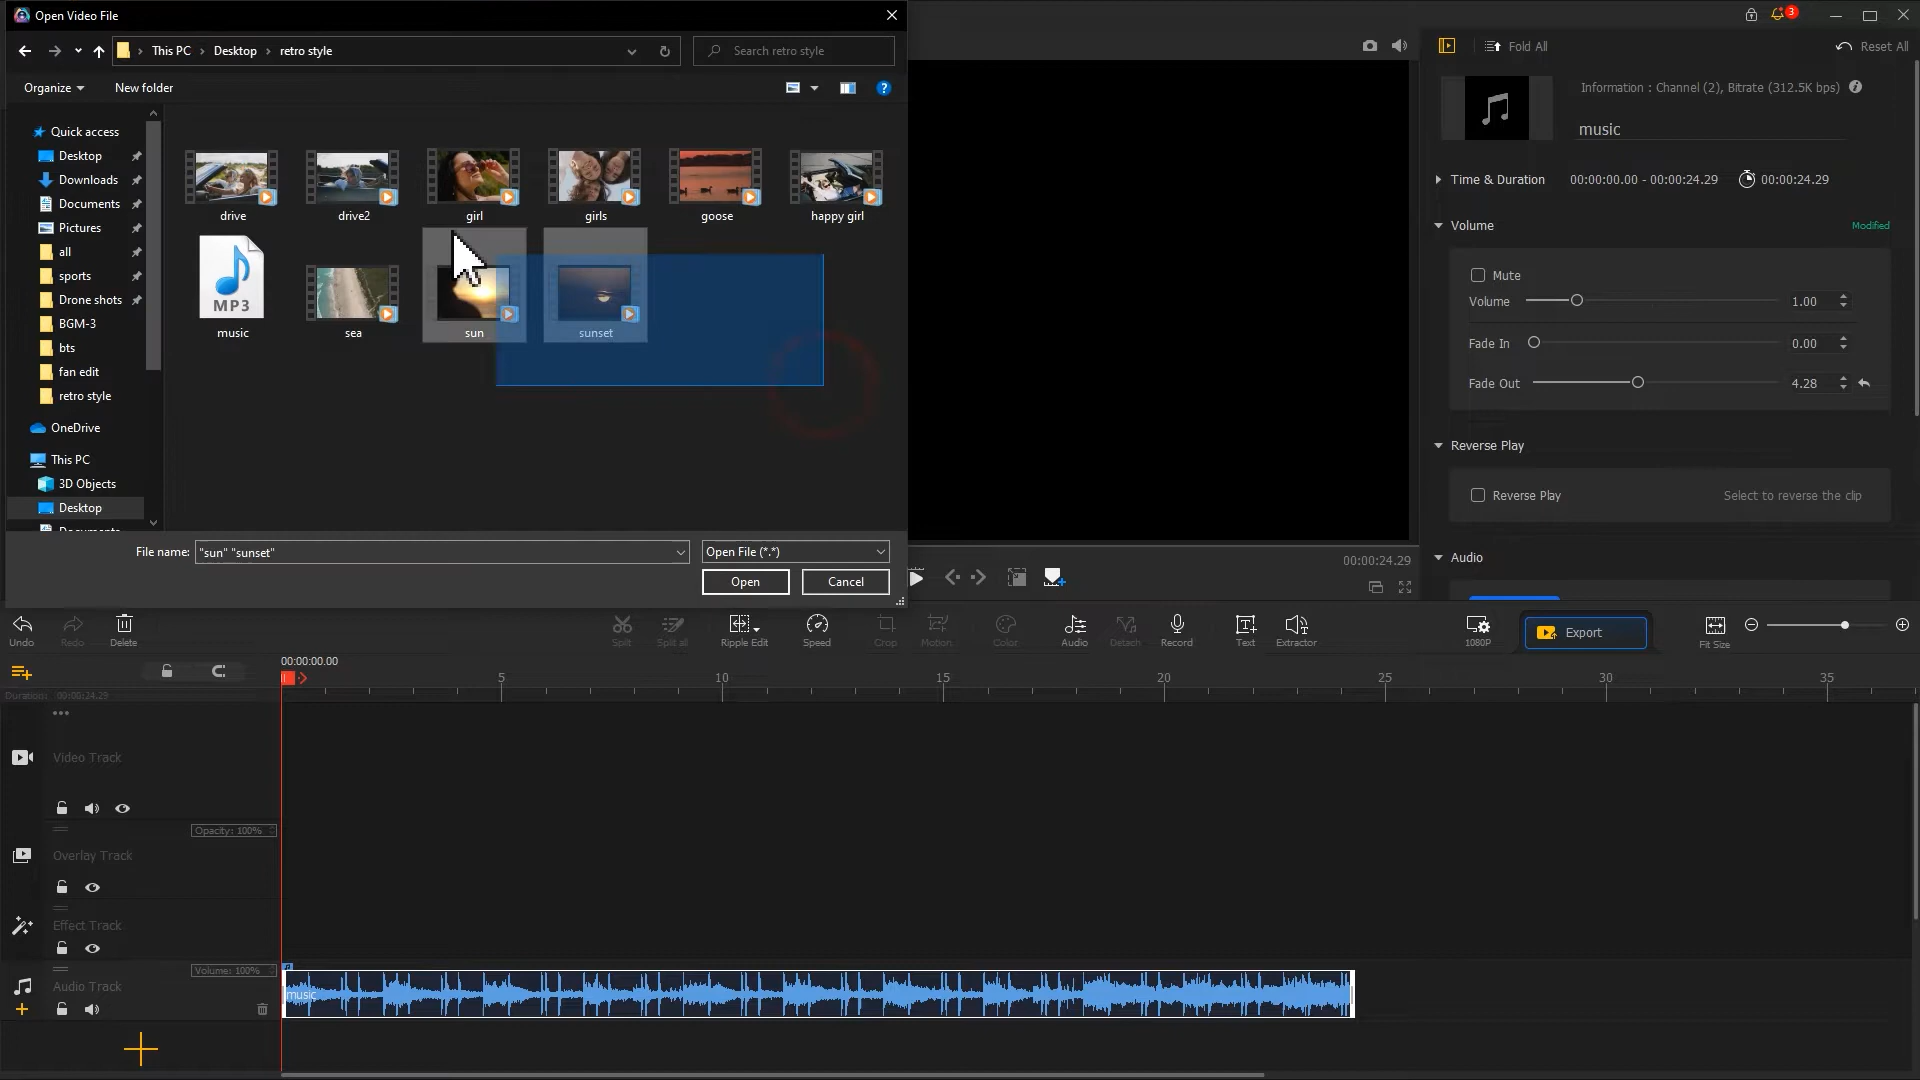 Open Video File
This PC > Desktop > retro style
Search retro style
Organize
New folder
Quick access
Desktop
Downloads
Documents
Pictures
all
sports
Drone shots
BGM-3
bts
fan edit
retro style
OneDrive
This PC
3D Objects
Desktop
Documents
drive
drive2
girl
girls
goose
happy girl
MP3
music
sea
sun
sunset
File name:
"sun" "sunset"
Open File (*.*)
Open
Cancel
3
Fold All
Reset All
Information : Channel (2), Bitrate (312.5K bps)
music
Time & Duration
00:00:00.00 - 00:00:24.29
00:00:24.29
Volume
Modified
Mute
Volume
1.00
Fade In
0.00
Fade Out
4.28
Reverse Play
Reverse Play
Select to reverse the clip
Audio
00:00:24.29
Undo
Redo
Delete
Split
Split all
Ripple Edit
Speed
Crop
Motion
Color
Audio
Detach
Record
Text
Extractor
1080P
Export
Fit Size
00:00:00.00
5
10
15
20
25
30
35
Duration: 00:00:24.29
Video Track
Opacity: 100%
Overlay Track
Effect Track
Volume: 100%
Audio Track
music